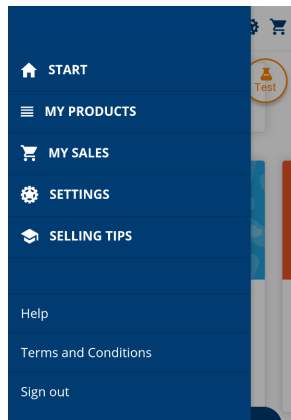 START
MY PRODUCTS
MY SALES
SETTINGS
SELLING TIPS
Test
Help
Terms and Conditions
Sign out